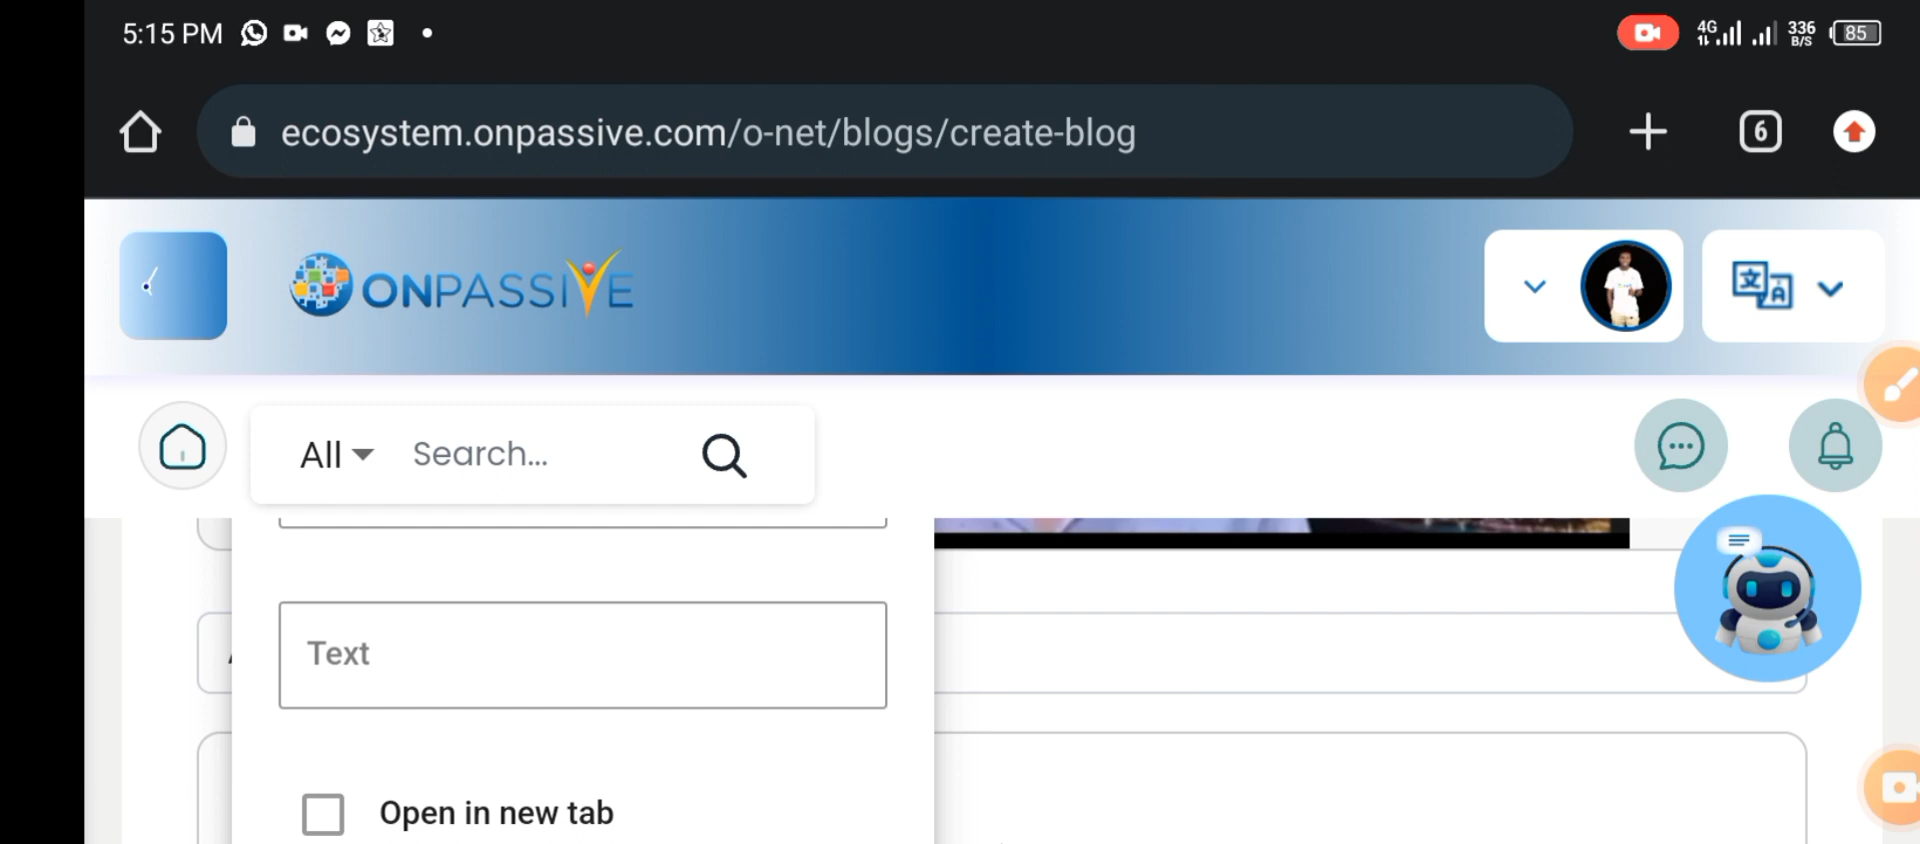 5:15 PM
4G
336
B/S
85
ecosystem.onpassive.com/o-net/blogs/create-blog
6
ONPASSIVE
文
A
All
Search...
Text
Open in new tab